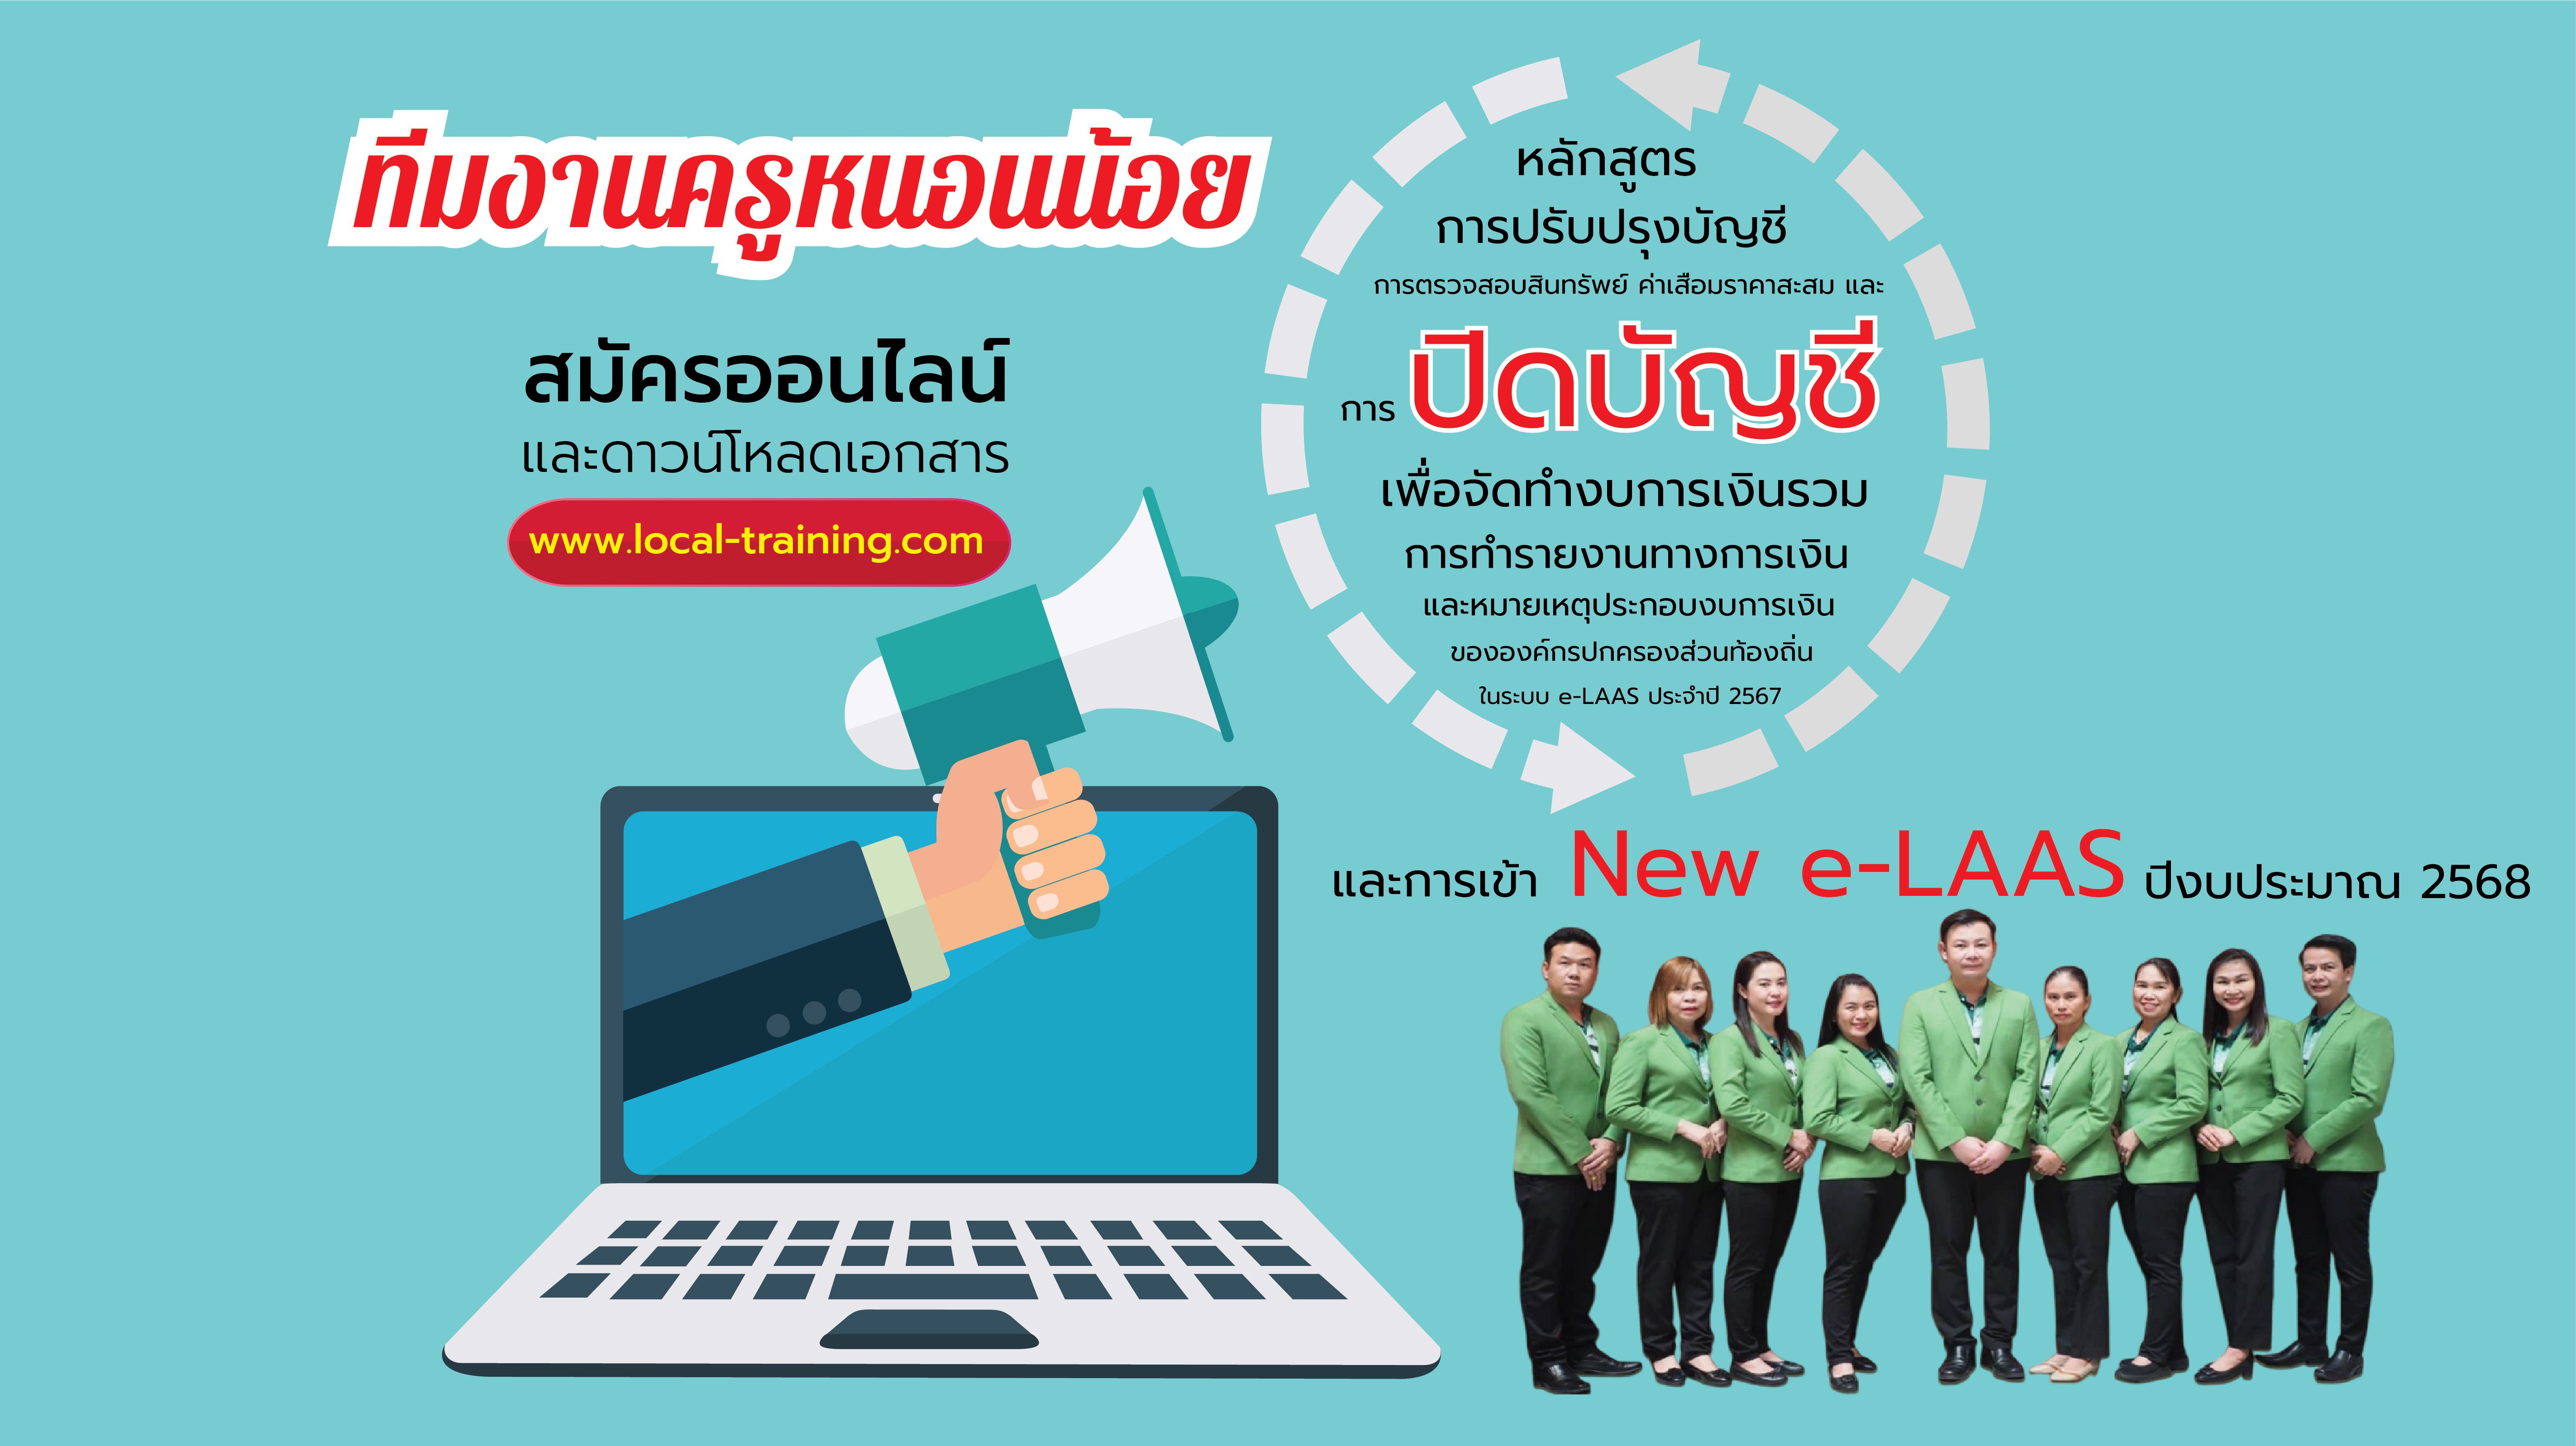 ทีมงานครูหนอนน้อย
สมัครออนไลน์
และดาวน์โหลดเอกสาร
www.local-training.com
หลักสูตร
การปรับปรุงบัญชี
การตรวจสอบสินทรัพย์ ค่าเสื่อมราคาสะสม และ
การ ปิดบัญชี
เพื่อจัดทำงบการเงินรวม
การทำรายงานทางการเงิน
และหมายเหตุประกอบงบการเงิน
ขององค์กรปกครองส่วนท้องถิ่น
ในระบบ e-LAAS ประจำปี 2567
และการเข้า New e-LAAS ปีงบประมาณ 2568